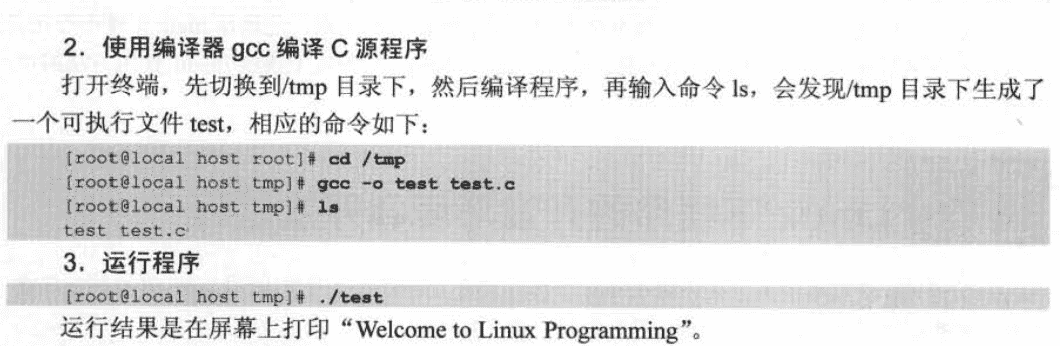 2．使用编译器 gcc 编译 C 源程序
打开终端，先切换到/tmp 目录下，然后编译程序，再输入命令 ls，会发现/tmp 目录下生成了
一个可执行文件 test，相应的命令如下：
[root@local host root]# cd /tmp
[root@local host tmp]# gcc -o test test.c
[root@local host tmp]# ls
test test.c
3．运行程序
[root@local host tmp]# ./test
运行结果是在屏幕上打印“Welcome to Linux Programming”。